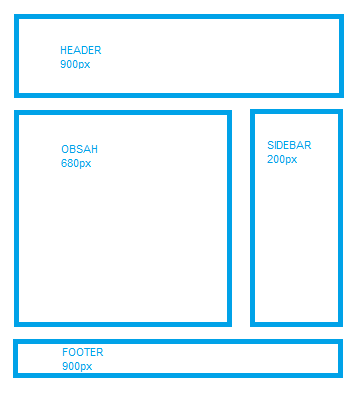 HEADER
900px
OBSAH
680px
SIDEBAR
200px
FOOTER
900px